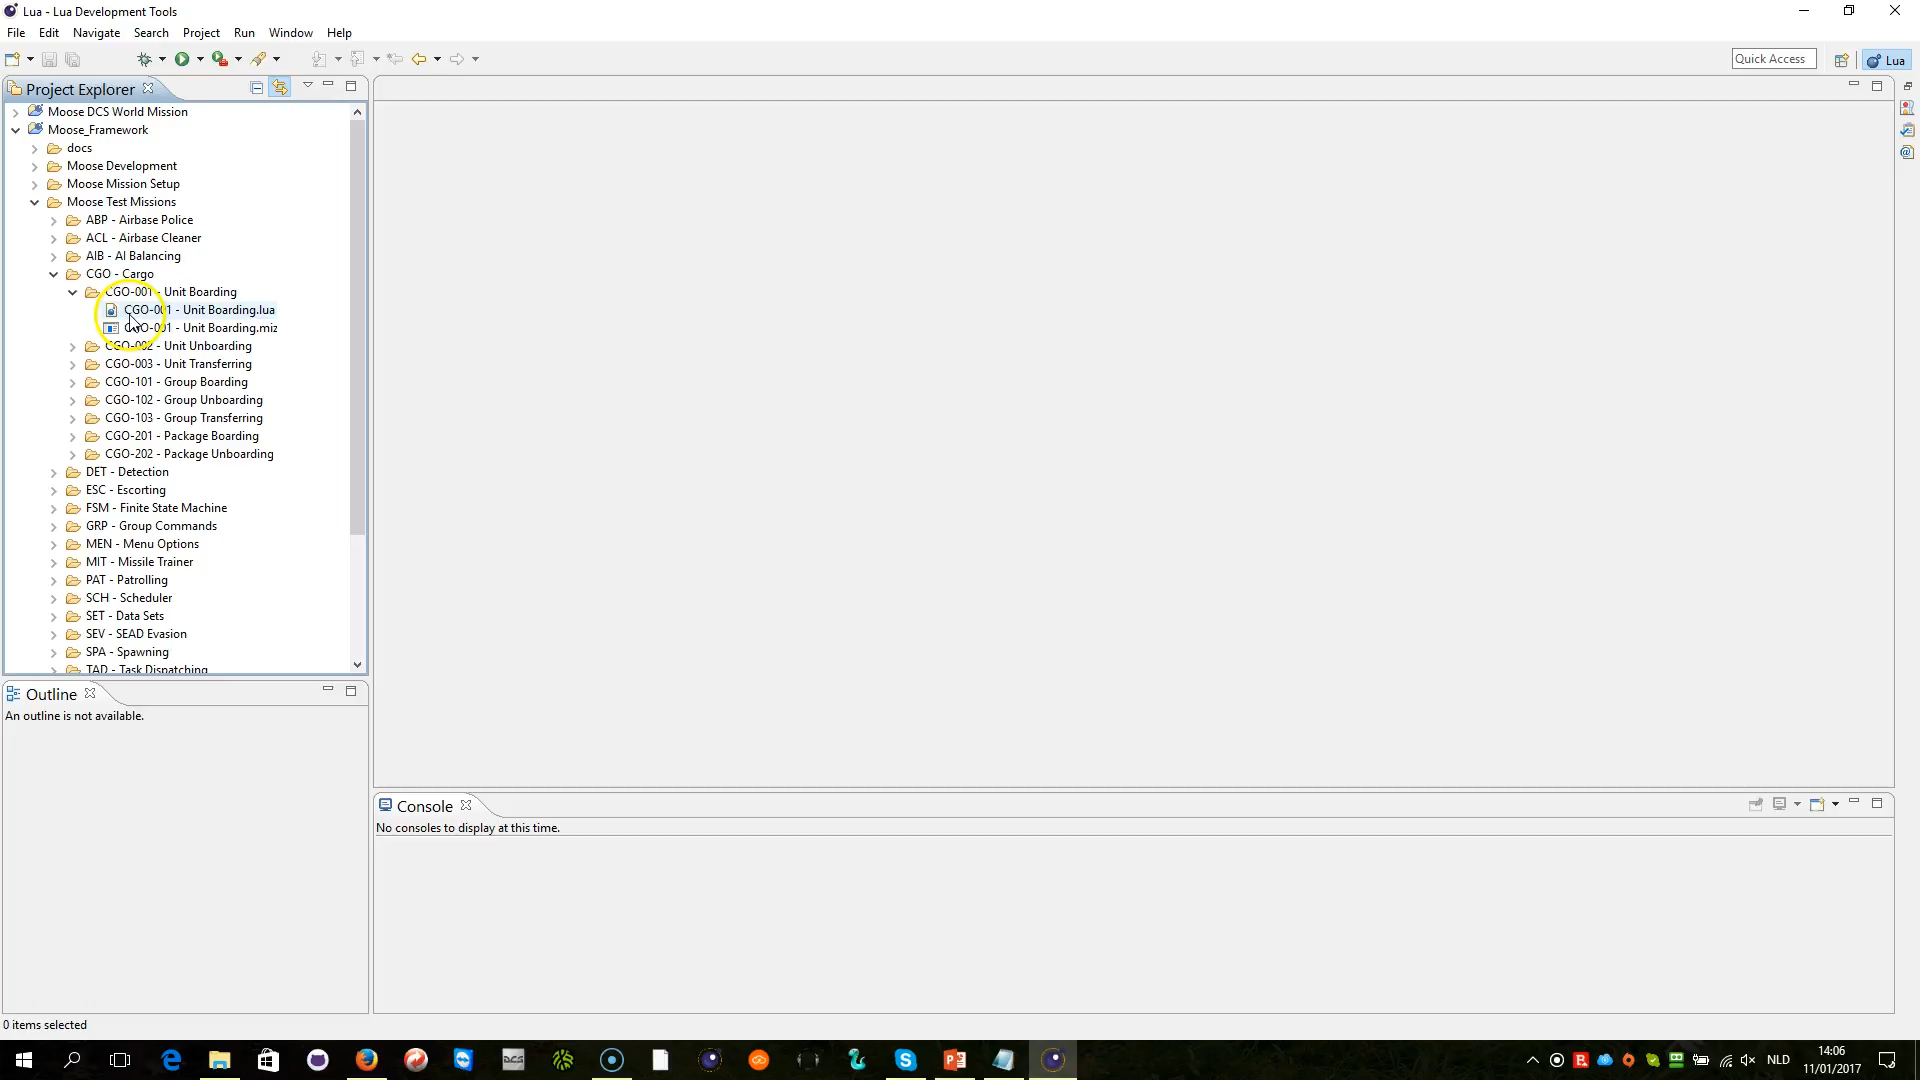 Lua - Lua Development Tools
File Edit Navigate Search Project Run Window Help
Quick Access
Lua
Project Explorer
Moose DCS World Mission
Moose_Framework
docs
Moose Development
Moose Mission Setup
Moose Test Missions
ABP - Airbase Police
ACL - Airbase Cleaner
AIB - AI Balancing
CGO - Cargo
CGO-001 - Unit Boarding
CGO-001 - Unit Boarding.lua
CGO-001 - Unit Boarding.miz
CGO-002 - Unit Unboarding
CGO-003 - Unit Transferring
CGO-101 - Group Boarding
CGO-102 - Group Unboarding
CGO-103 - Group Transferring
CGO-201 - Package Boarding
CGO-202 - Package Unboarding
DET - Detection
ESC - Escorting
FSM - Finite State Machine
GRP - Group Commands
MEN - Menu Options
MIT - Missile Trainer
PAT - Patrolling
SCH - Scheduler
SET - Data Sets
SEV - SEAD Evasion
SPA - Spawning
TAD - Task Dispatching
Outline
An outline is not available.
Console
No consoles to display at this time.
0 items selected
DCS
NLD
14:06
11/01/2017